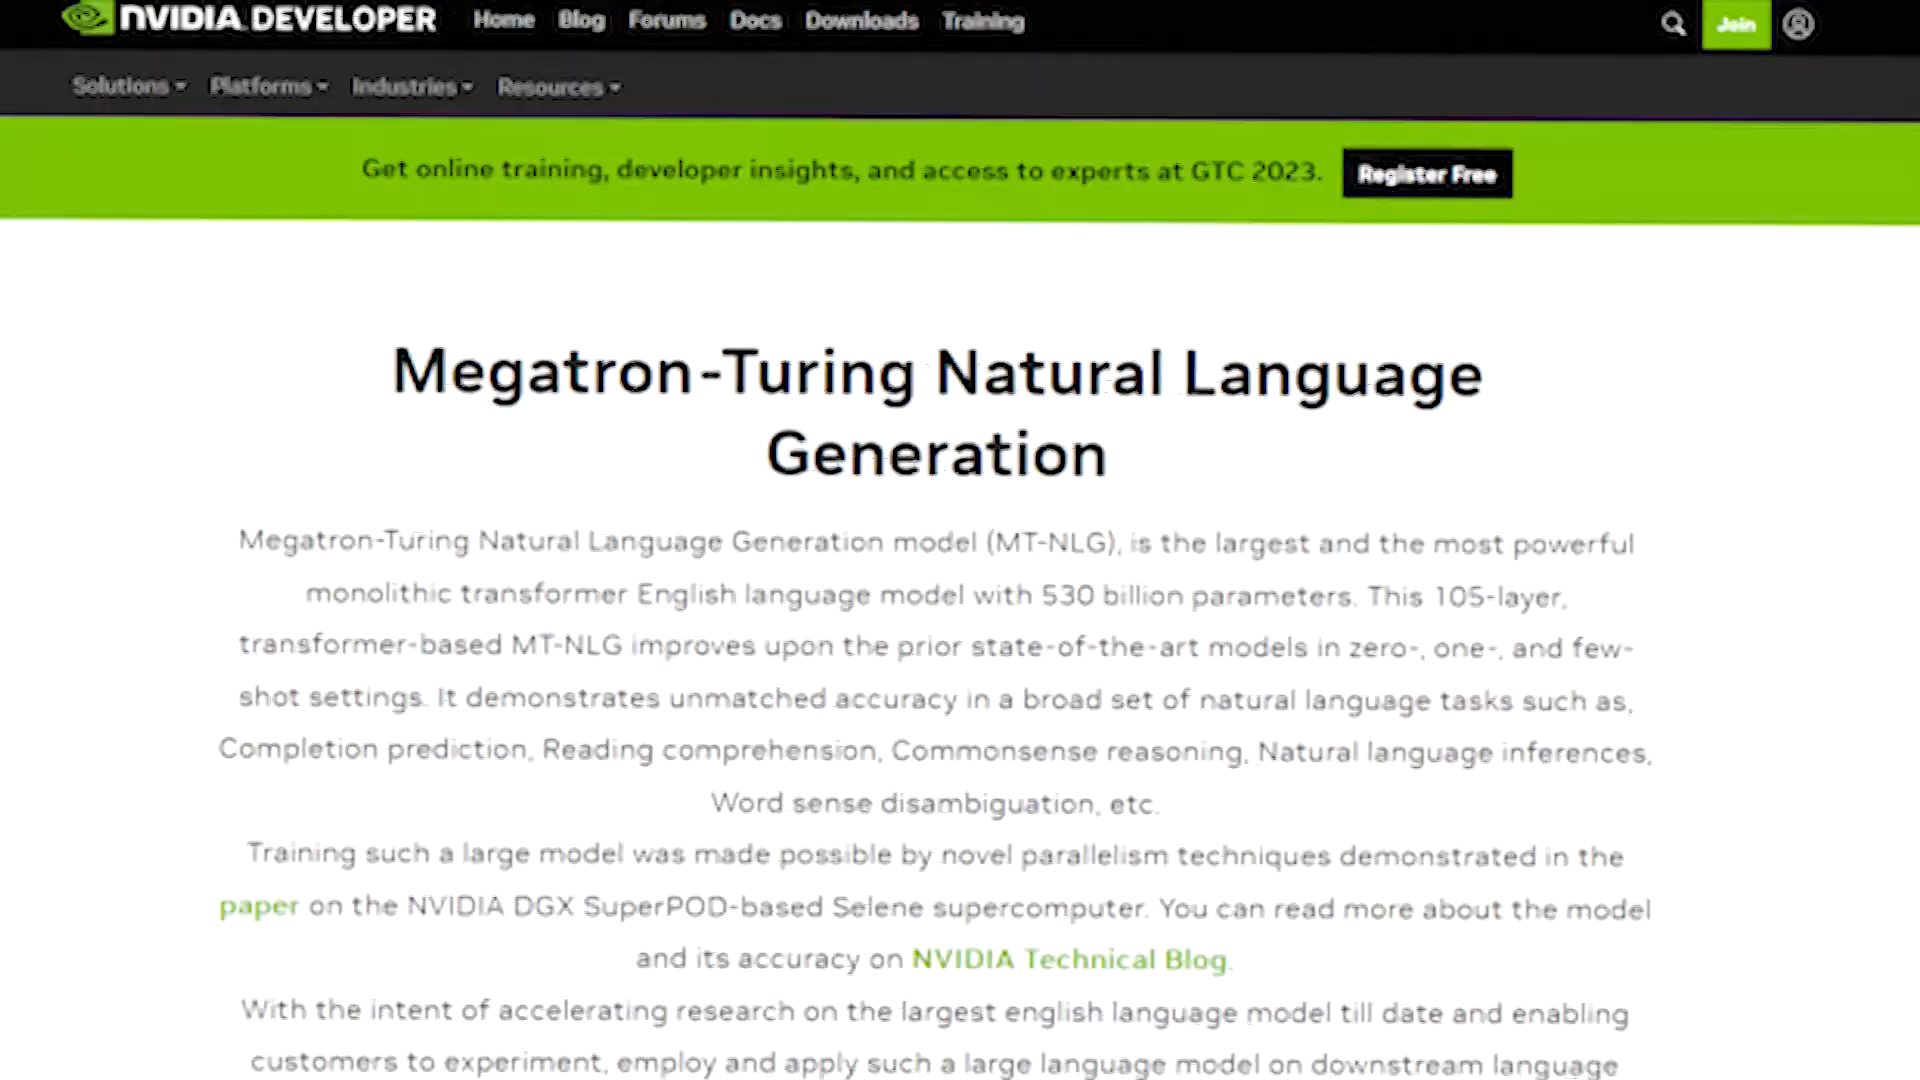 NVIDIA DEVELOPER Home Blog Forums Docs Downloads Training Join
Solutions Platforms Industries Resources
Get online training, developer insights, and access to experts at GTC 2023. Register Free
Megatron-Turing Natural Language
Generation
Megatron-Turing Natural Language Generation model (MT-NLG), is the largest and the most powerful
monolithic transformer English language model with 530 billion parameters. This 105-layer,
transformer-based MT-NLG improves upon the prior state-of-the-art models in zero-, one-, and few-
shot settings. It demonstrates unmatched accuracy in a broad set of natural language tasks such as,
Completion prediction, Reading comprehension, Commonsense reasoning, Natural language inferences,
Word sense disambiguation, etc.
Training such a large model was made possible by novel parallelism techniques demonstrated in the
paper on the NVIDIA DGX SuperPOD-based Selene supercomputer. You can read more about the model
and its accuracy on NVIDIA Technical Blog.
With the intent of accelerating research on the largest english language model till date and enabling
customers to experiment, employ and apply such a large language model on downstream language